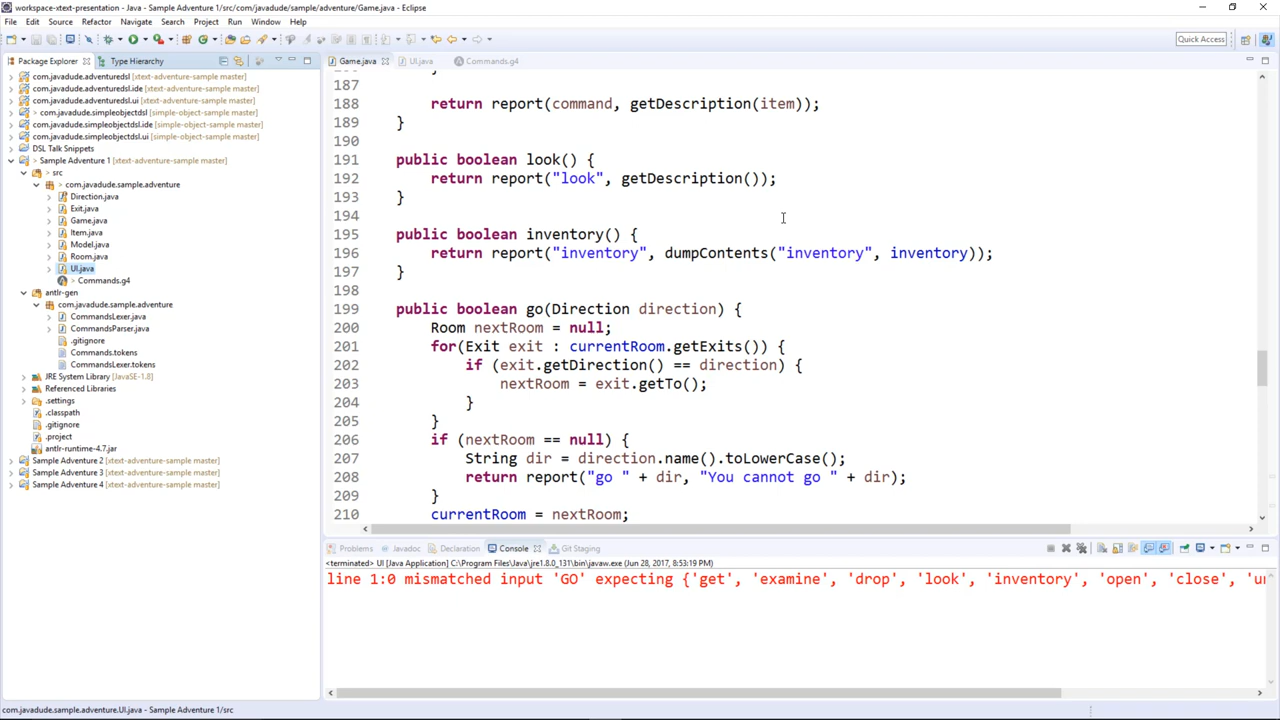 workspace-xtext-presentation - Java - Sample Adventure 1/src/com/javadude/sample/adventure/Game.java - Eclipse
File Edit Source Refactor Navigate Search Project Run Window Help
Quick Access
Package Explorer Type Hierarchy
com.javadude.adventuredsl [xtext-adventure-sample master]
com.javadude.adventuredsl.ide [xtext-adventure-sample master]
com.javadude.adventuredsl.ui [xtext-adventure-sample master]
> com.javadude.simpleobjectdsl [simple-object-dsl master]
com.javadude.simpleobjectdsl.ide [simple-object-dsl master]
com.javadude.simpleobjectdsl.ui [simple-object-dsl master]
DSL Talk Snippets
> Sample Adventure 1 [xtext-adventure-sample master]
> src
> com.javadude.sample.adventure
Direction.java
Exit.java
Game.java
Item.java
Model.java
Room.java
UI.java
> Commands.g4
antlr-gen
com.javadude.sample.adventure
CommandsLexer.java
CommandsParser.java
.gitignore
Commands.tokens
CommandsLexer.tokens
JRE System Library [JavaSE-1.8]
Referenced Libraries
.settings
.classpath
.gitignore
.project
antlr-runtime-4.7.jar
Sample Adventure 2 [xtext-adventure-sample master]
Sample Adventure 3 [xtext-adventure-sample master]
Sample Adventure 4 [xtext-adventure-sample master]
Game.java UI.java Commands.g4
187
188 return report(command, getDescription(item));
189 }
190
191 public boolean look() {
192 return report("look", getDescription());
193 }
194
195 public boolean inventory() {
196 return report("inventory", dumpContents("inventory", inventory));
197 }
198
199 public boolean go(Direction direction) {
200 Room nextRoom = null;
201 for(Exit exit : currentRoom.getExits()) {
202 if (exit.getDirection() == direction) {
203 nextRoom = exit.getTo();
204 }
205 }
206 if (nextRoom == null) {
207 String dir = direction.name().toLowerCase();
208 return report("go " + dir, "You cannot go " + dir);
209 }
210 currentRoom = nextRoom;
Problems Javadoc Declaration Console Git Staging
<terminated> UI [Java Application] C:\Program Files\Java\jre1.8.0_131\bin\javaw.exe (Jun 28, 2017, 8:53:19 PM)
line 1:0 mismatched input 'GO' expecting {'get', 'examine', 'drop', 'look', 'inventory', 'open', 'close',
com.javadude.sample.adventure.UI.java - Sample Adventure 1/src